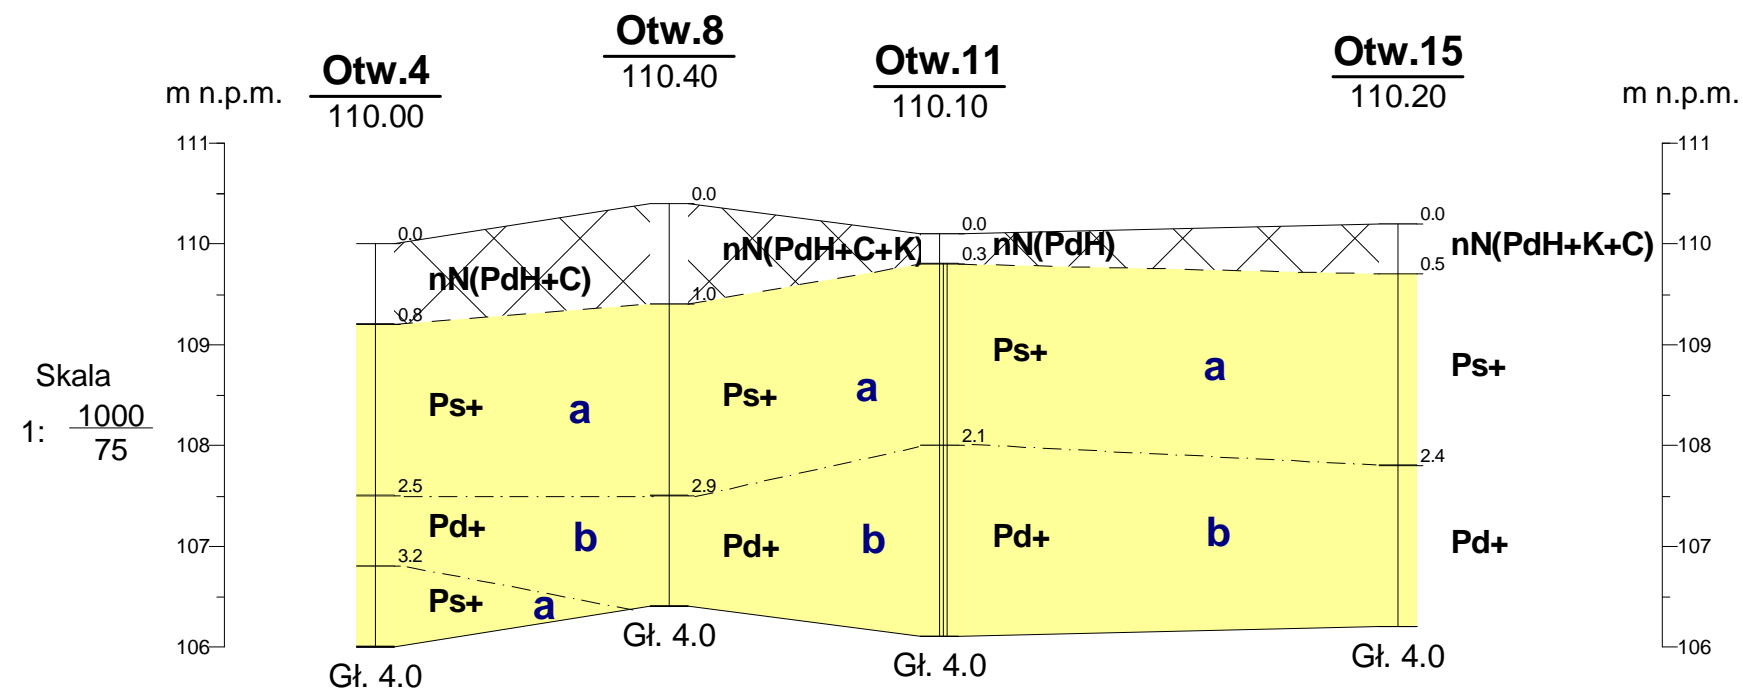 Otw.4
110.00
Otw.8
110.40
Otw.11
110.10
Otw.15
110.20
m n.p.m.
m n.p.m.
111
110
109
108
107
106
111
110
109
108
107
106
Skala
1: 1000
75
0.0
0.8
2.5
3.2
nN(PdH+C)
Ps+ a
Pd+ b
Ps+ a
Gł. 4.0
0.0
1.0
2.9
nN(PdH+C+K)
Ps+ a
Pd+ b
Gł. 4.0
0.0
0.3
2.1
nN(PdH)
Ps+ a
Pd+ b
Gł. 4.0
0.0
0.5
2.4
nN(PdH+K+C)
Ps+
Pd+
Gł. 4.0